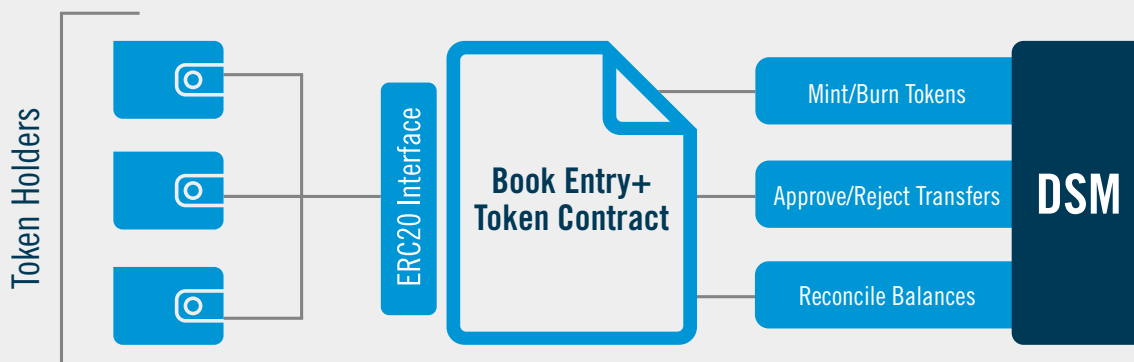 Token Holders
ERC20 Interface
Book Entry+
Token Contract
Mint/Burn Tokens
Approve/Reject Transfers
Reconcile Balances
DSM